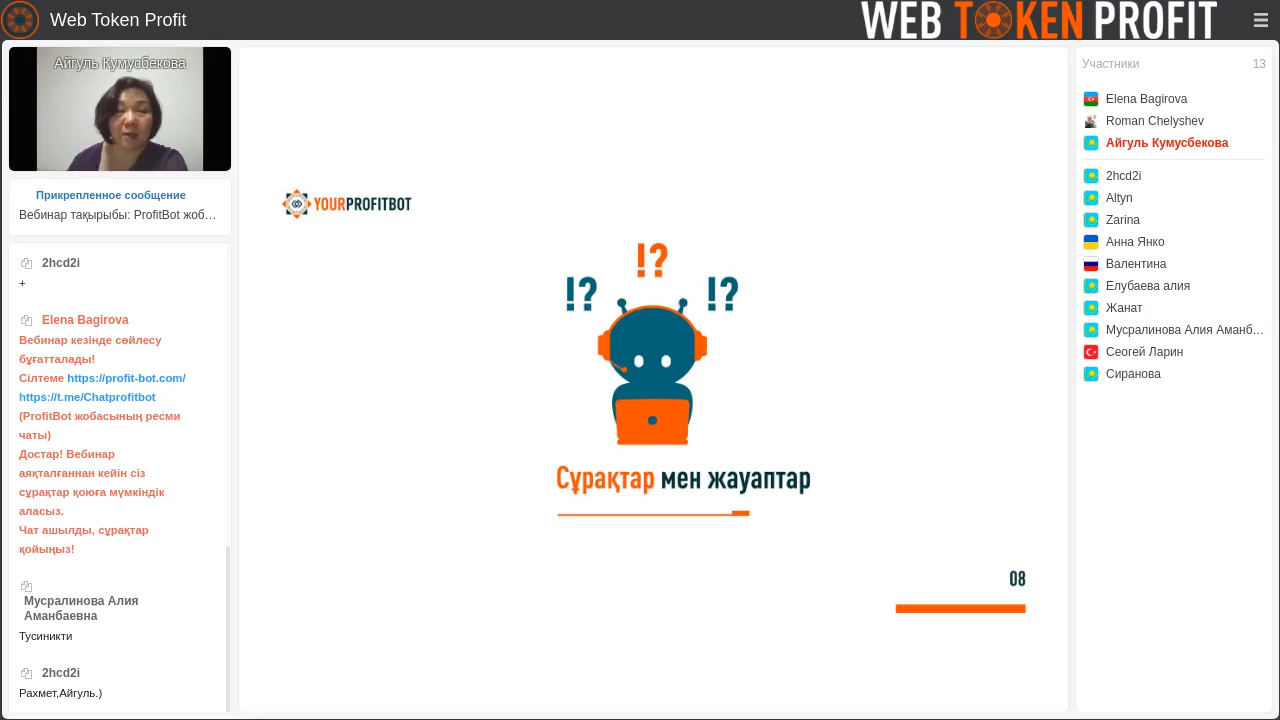 Web Token Profit
WEB TOKEN PROFIT
Айгуль Кумусбекова
Прикрепленное сообщение
Вебинар тақырыбы: ProfitBot жоб…
2hcd2i
+
Elena Bagirova
Вебинар кезінде сөйлесу
бұғатталады!
Сілтеме https://profit-bot.com/
https://t.me/Chatprofitbot
(ProfitBot жобасының ресми
чаты)
Достар! Вебинар
аяқталғаннан кейін сіз
сұрақтар қоюға мүмкіндік
аласыз.
Чат ашылды, сұрақтар
қойыңыз!
Мусралинова Алия
Аманбаевна
Тусиникти
2hcd2i
Рахмет,Айгуль.)
YOURPROFITBOT
!?
!? !?
Сұрақтар мен жауаптар
08
Участники 13
Elena Bagirova
Roman Chelyshev
Айгуль Кумусбекова
2hcd2i
Altyn
Zarina
Анна Янко
Валентина
Елубаева алия
Жанат
Мусралинова Алия Аманб…
Сеогей Ларин
Сиранова